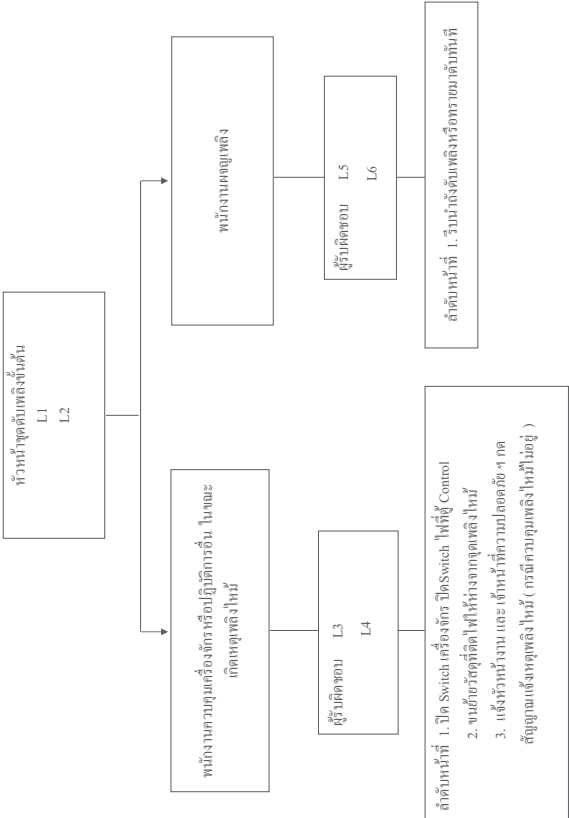 หัวหน้าชุดดับเพลิงขั้นต้น
L1
L2
พนักงานควบคุมเครื่องจักร หรือปฏิบัติการอื่น ในขณะ
เกิดเหตุเพลิงไหม้
พนักงานผจญเพลิง
ผู้รับผิดชอบ L3
L4
ผู้รับผิดชอบ L5
L6
ลำดับหน้าที่ 1. ปิด Switch เครื่องจักร ปิดSwitch ไฟที่ตู้ Control
2. ขนย้ายวัสดุที่ติดไฟให้ห่างจากจุดเพลิงไหม้
3. แจ้งหัวหน้างาน และ เจ้าหน้าที่ความปลอดภัย ฯ กด
สัญญาณแจ้งเหตุเพลิงไหม้ ( กรณีควบคุมเพลิงไหม้ไม่อยู่ )
ลำดับหน้าที่ 1. รีบนำถังดับเพลิงหรือทรายมาดับทันที